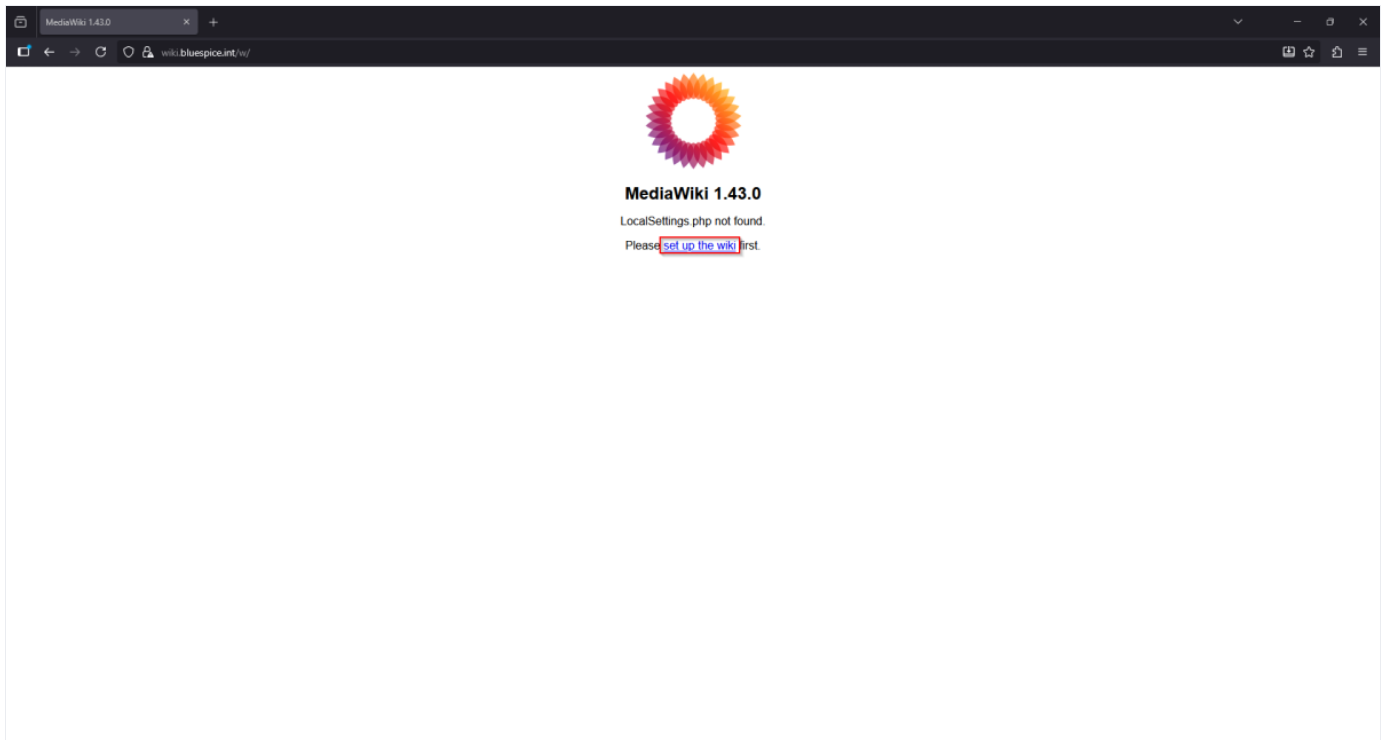 MediaWiki 1.43.0
wiki.bluespice.int/w/
MediaWiki 1.43.0
LocalSettings.php not found.
Please set up the wiki first.